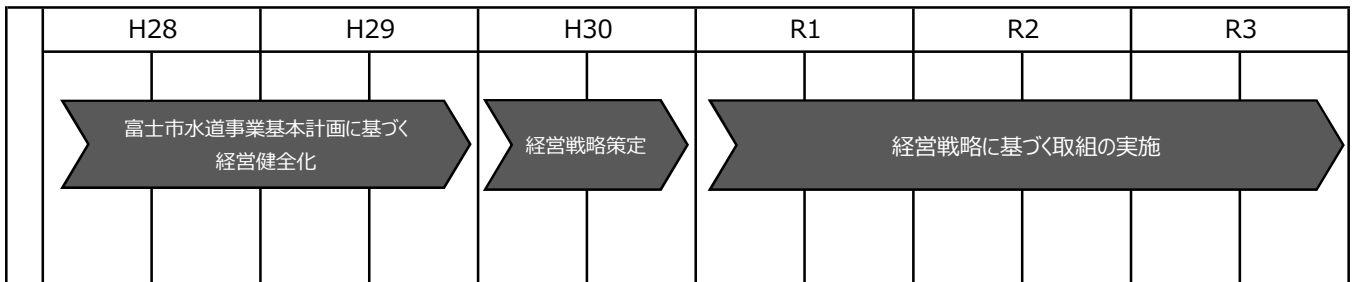 H28 H29 H30 R1 R2 R3
富士市水道事業基本計画に基づく
経営健全化
経営戦略策定
経営戦略に基づく取組の実施